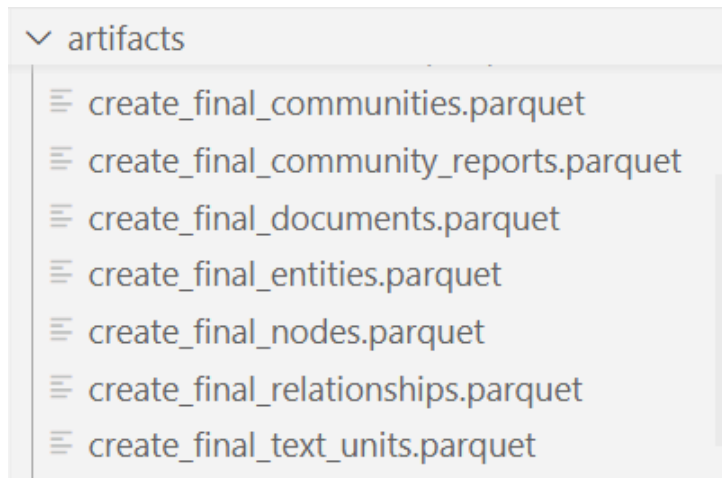 artifacts
create_final_communities.parquet
create_final_community_reports.parquet
create_final_documents.parquet
create_final_entities.parquet
create_final_nodes.parquet
create_final_relationships.parquet
create_final_text_units.parquet